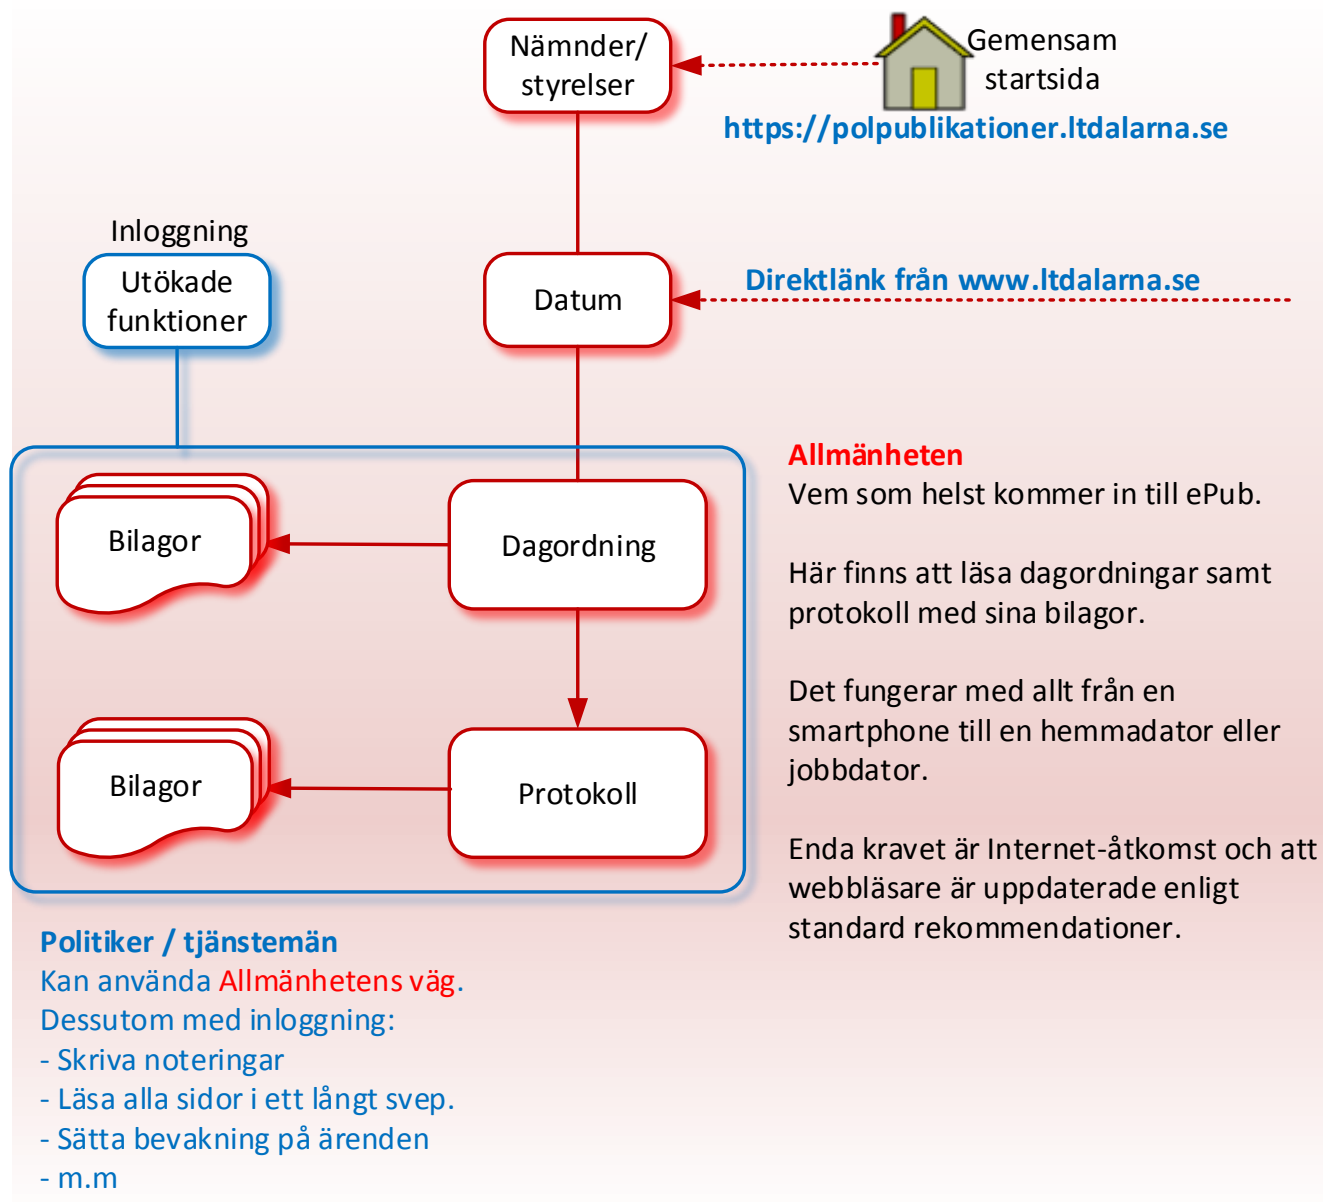 Nämnder/
styrelser
Gemensam
startsida
https://polpublikationer.ltdalarna.se
Inloggning
Utökade
funktioner
Datum
Direktlänk från www.ltdalarna.se
Bilagor
Dagordning
Bilagor
Protokoll
Allmänheten
Vem som helst kommer in till ePub.
Här finns att läsa dagordningar samt
protokoll med sina bilagor.
Det fungerar med allt från en
smartphone till en hemmadator eller
jobbdator.
Enda kravet är Internet-åtkomst och att
webbläsare är uppdaterade enligt
standard rekommendationer.
Politiker / tjänstemän
Kan använda Allmänhetens väg.
Dessutom med inloggning:
- Skriva noteringar
- Läsa alla sidor i ett långt svep.
- Sätta bevakning på ärenden
- m.m